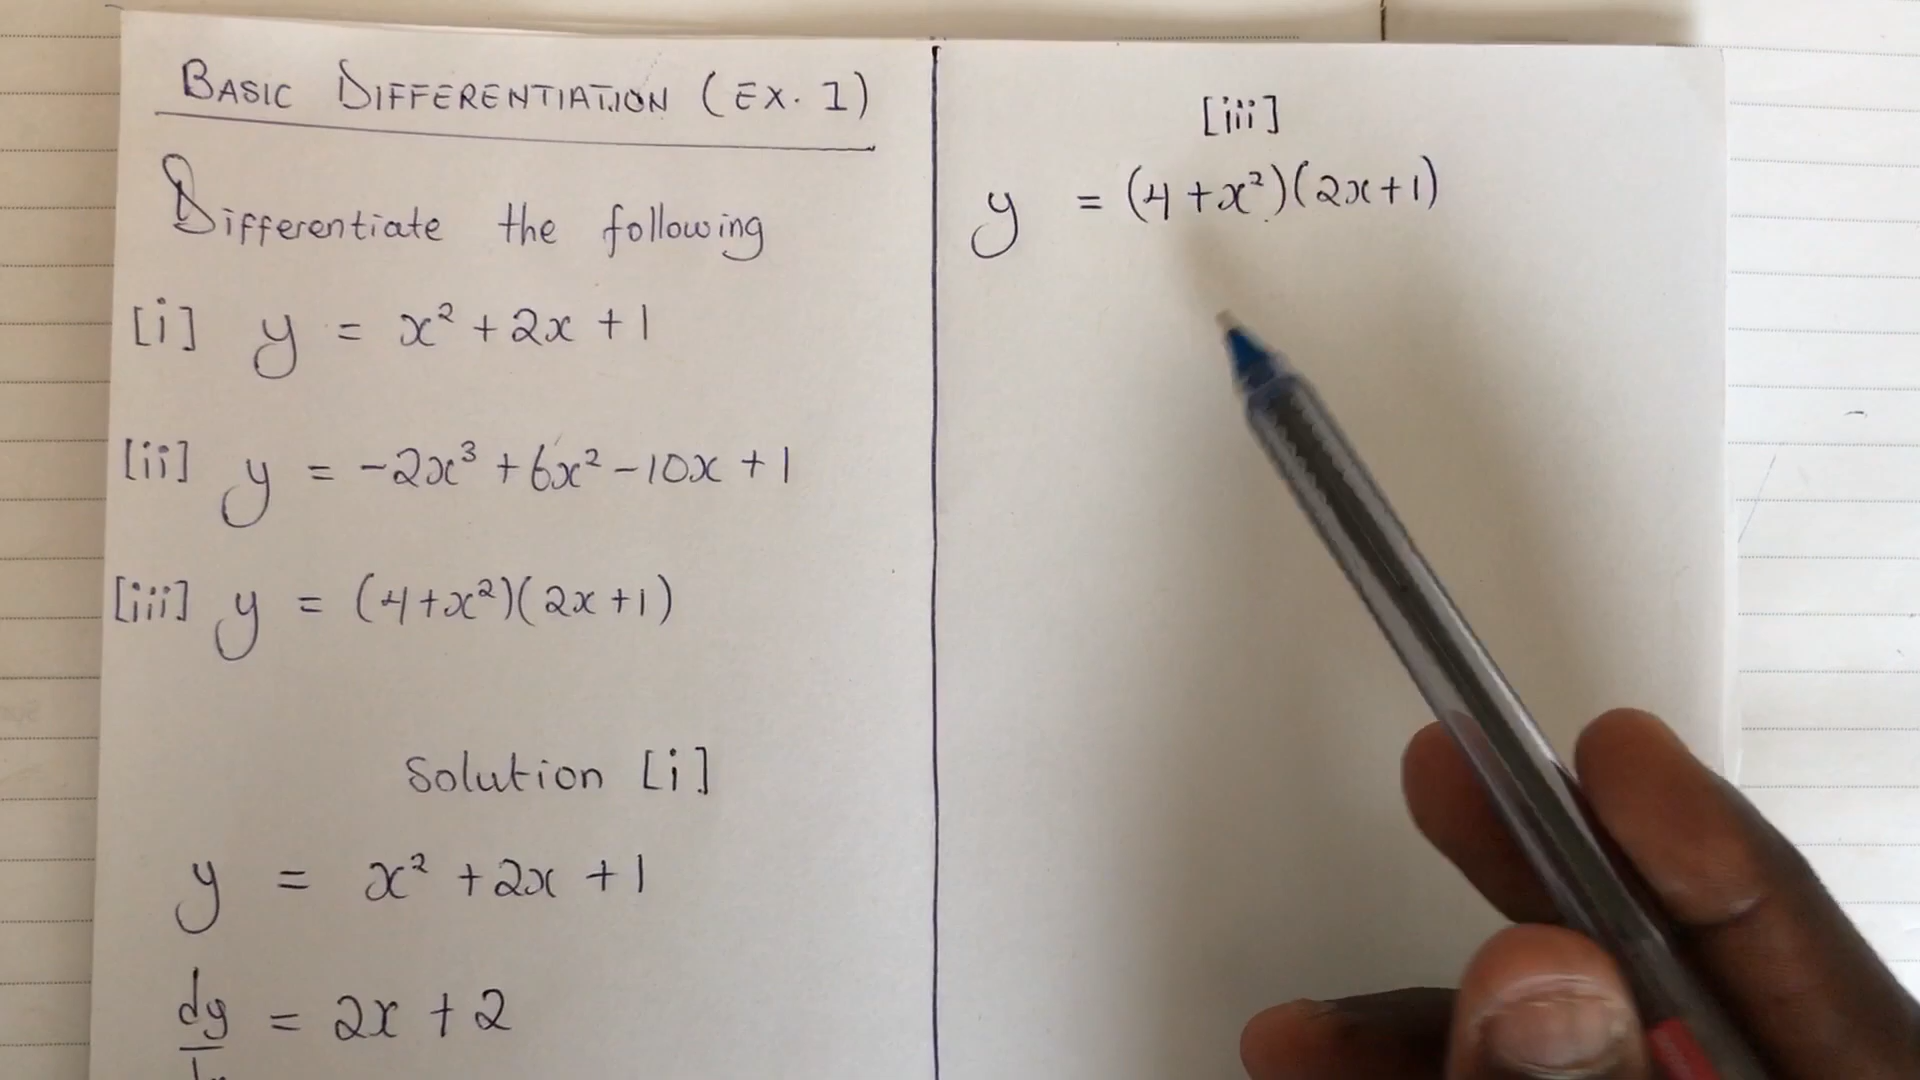 BASIC DIFFERENTIATION (EX. 1)
Differentiate the following
[i] y = x² + 2x + 1
[ii] y = -2x³ + 6x² - 10x + 1
[iii] y = (4+x²)(2x+1)
Solution [i]
y = x² + 2x + 1
dy = 2x + 2
[iii]
y = (4+x²)(2x+1)